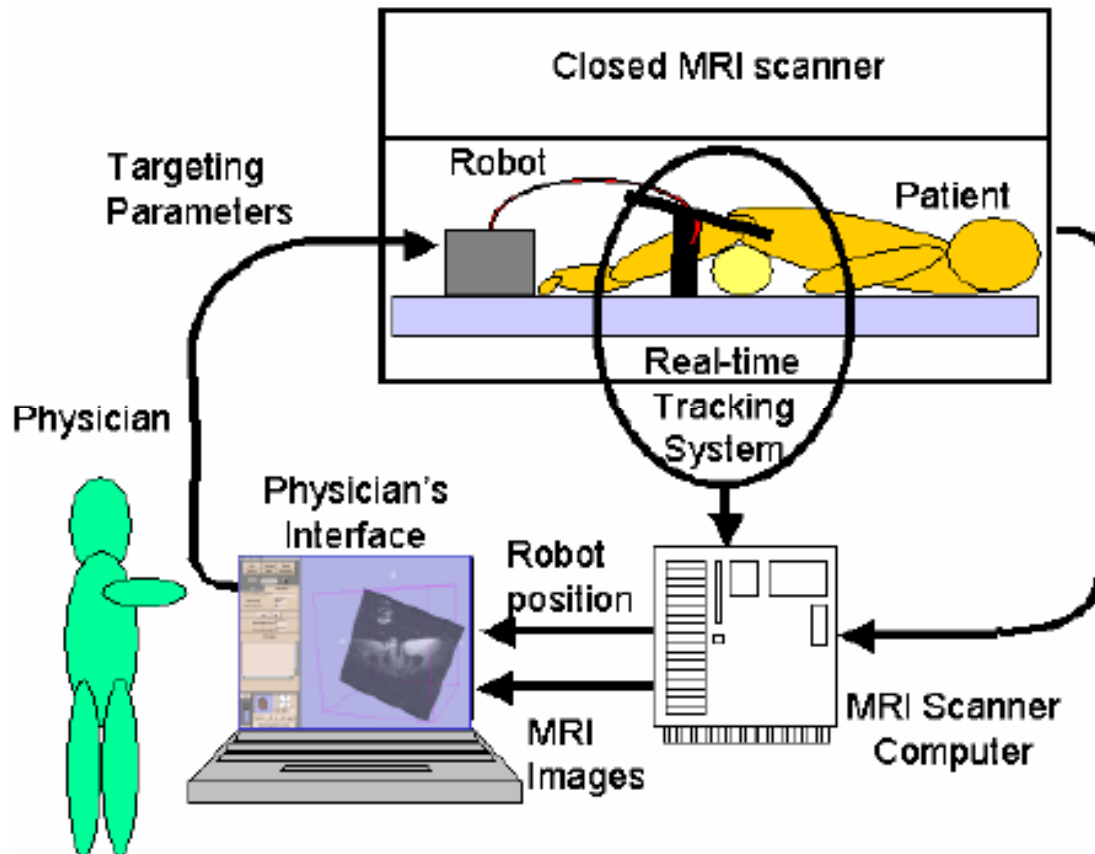 Closed MRI scanner
Targeting
Parameters
Robot
Patient
Real-time
Tracking
System
Physician
Physician's
Interface
Robot
position
MRI
Images
MRI Scanner
Computer